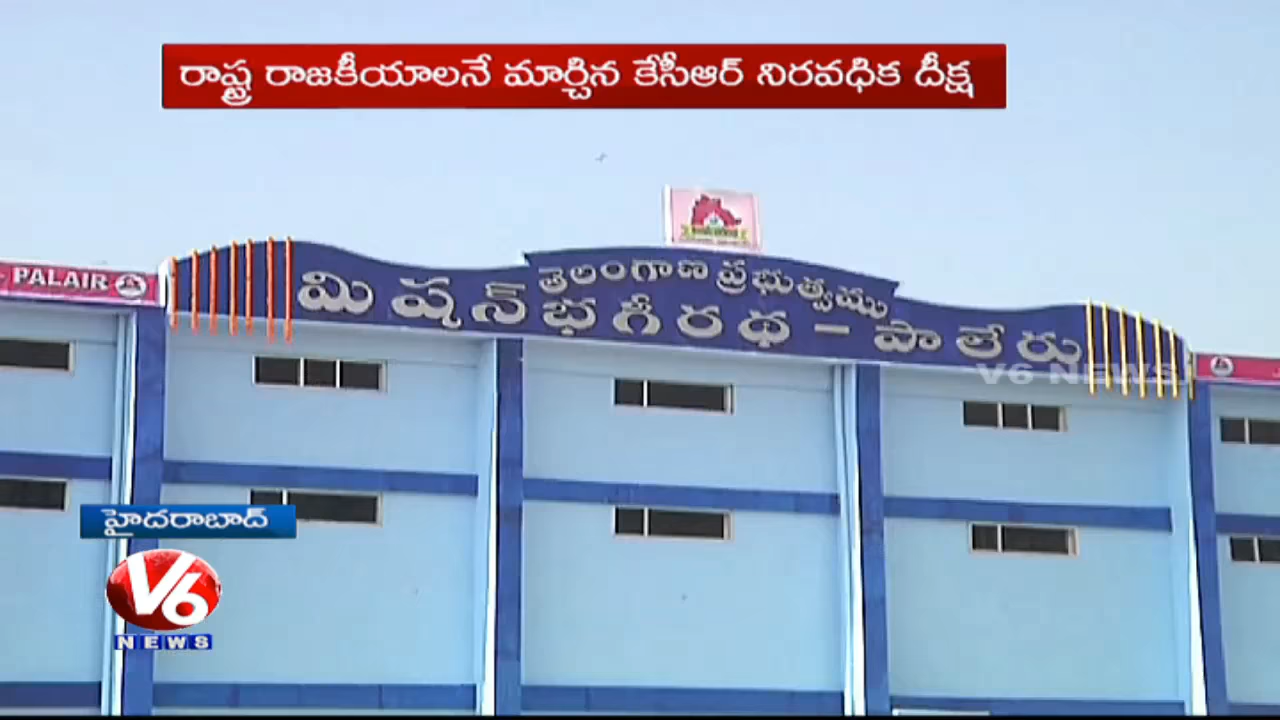 రాష్ట్ర రాజకీయాలనే మార్చిన కేసీఆర్ నిరవధిక దీక్ష
తెలంగాణ ప్రభుత్వము
- PALAIR
మిషన్ భగీరథ - పాలేరు
V6 NEWS
హైదరాబాద్
V6
NEWS